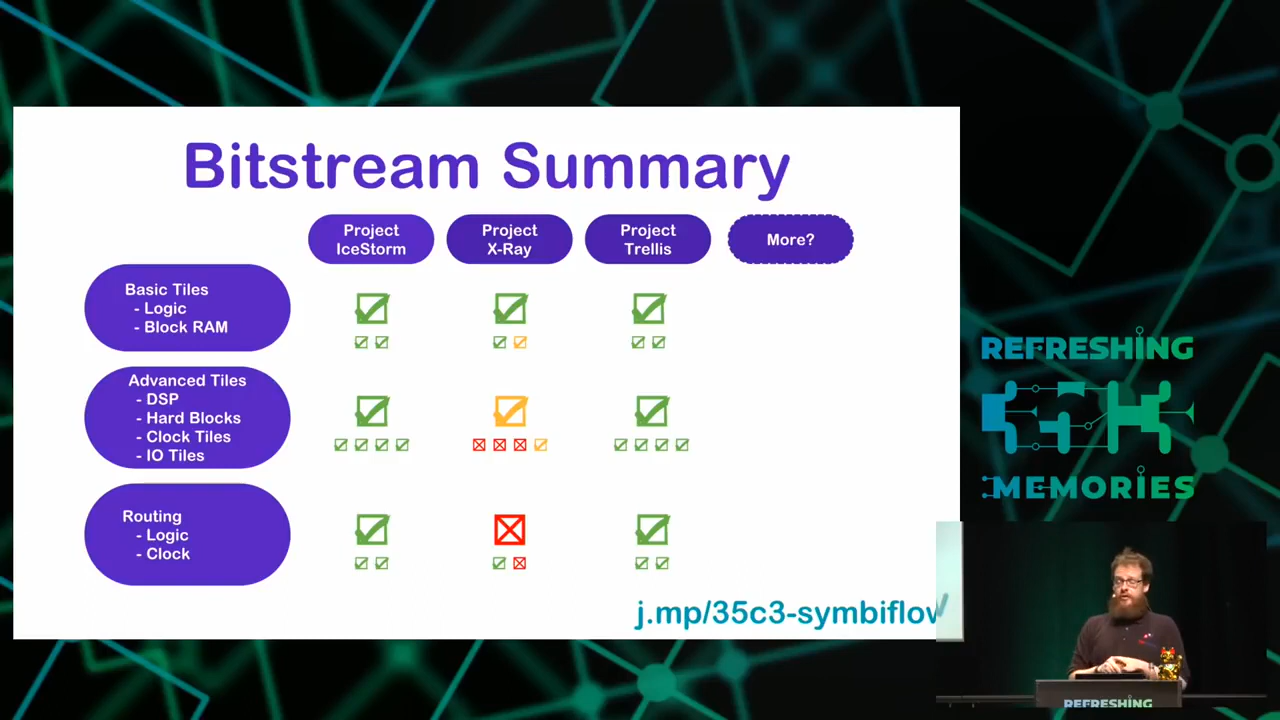 Bitstream Summary
Project
IceStorm
Project
X-Ray
Project
Trellis
More?
Basic Tiles
- Logic
- Block RAM
Advanced Tiles
- DSP
- Hard Blocks
- Clock Tiles
- IO Tiles
Routing
- Logic
- Clock
j.mp/35c3-symbiflow
REFRESHING
35C3
MEMORIES
REFRESHING